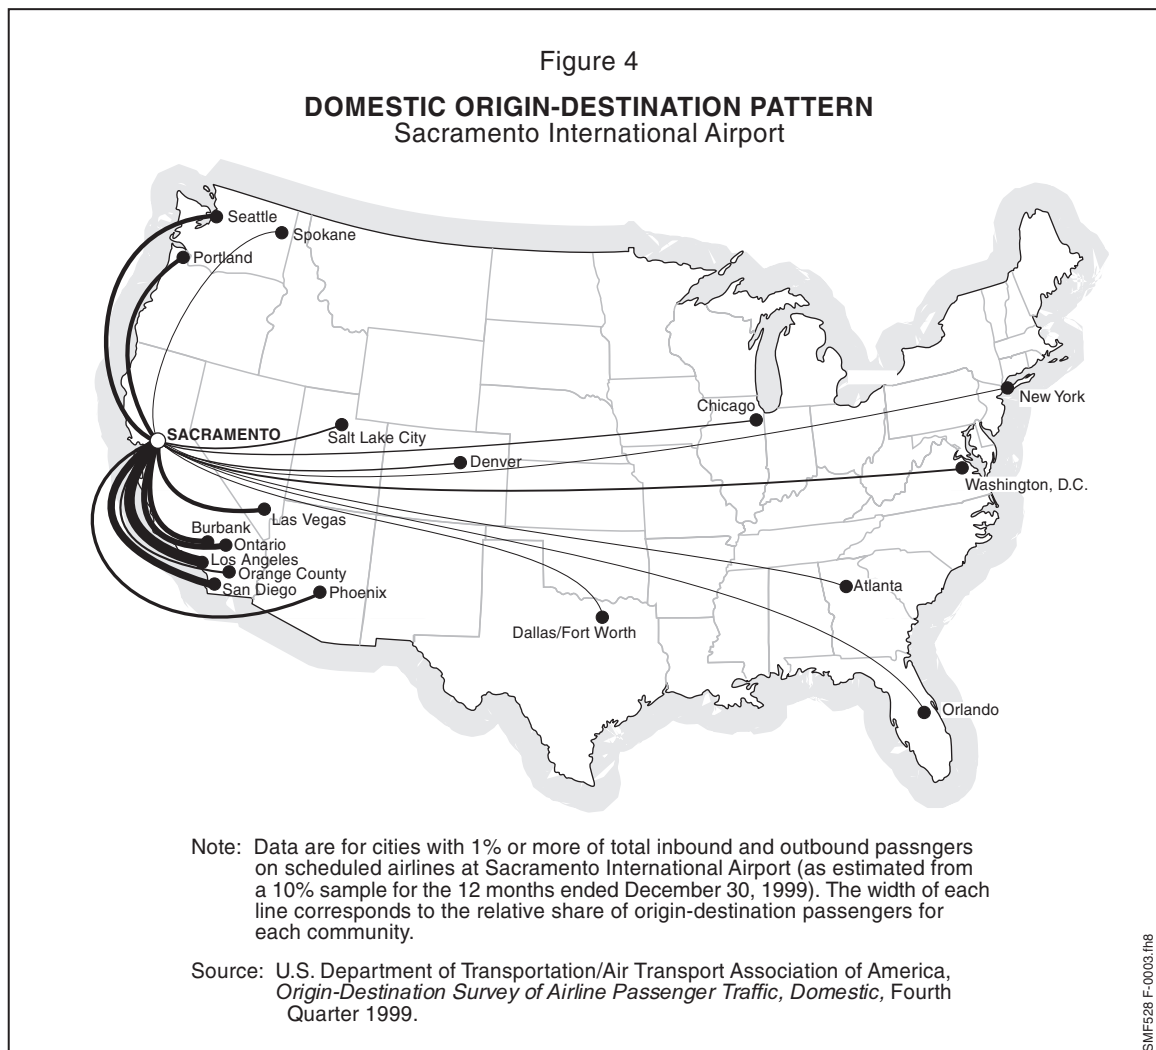 Figure 4
DOMESTIC ORIGIN-DESTINATION PATTERN
Sacramento International Airport
Seattle
Spokane
Portland
Chicago
New York
SACRAMENTO
Salt Lake City
Denver
Washington, D.C.
Las Vegas
Burbank
Ontario
Los Angeles
Orange County
San Diego
Phoenix
Atlanta
Dallas/Fort Worth
Orlando
Note: Data are for cities with 1% or more of total inbound and outbound passngers
on scheduled airlines at Sacramento International Airport (as estimated from
a 10% sample for the 12 months ended December 30, 1999). The width of each
line corresponds to the relative share of origin-destination passengers for
each community.
Source: U.S. Department of Transportation/Air Transport Association of America,
Origin-Destination Survey of Airline Passenger Traffic, Domestic, Fourth
Quarter 1999.
SMF528 F-0003.fh8